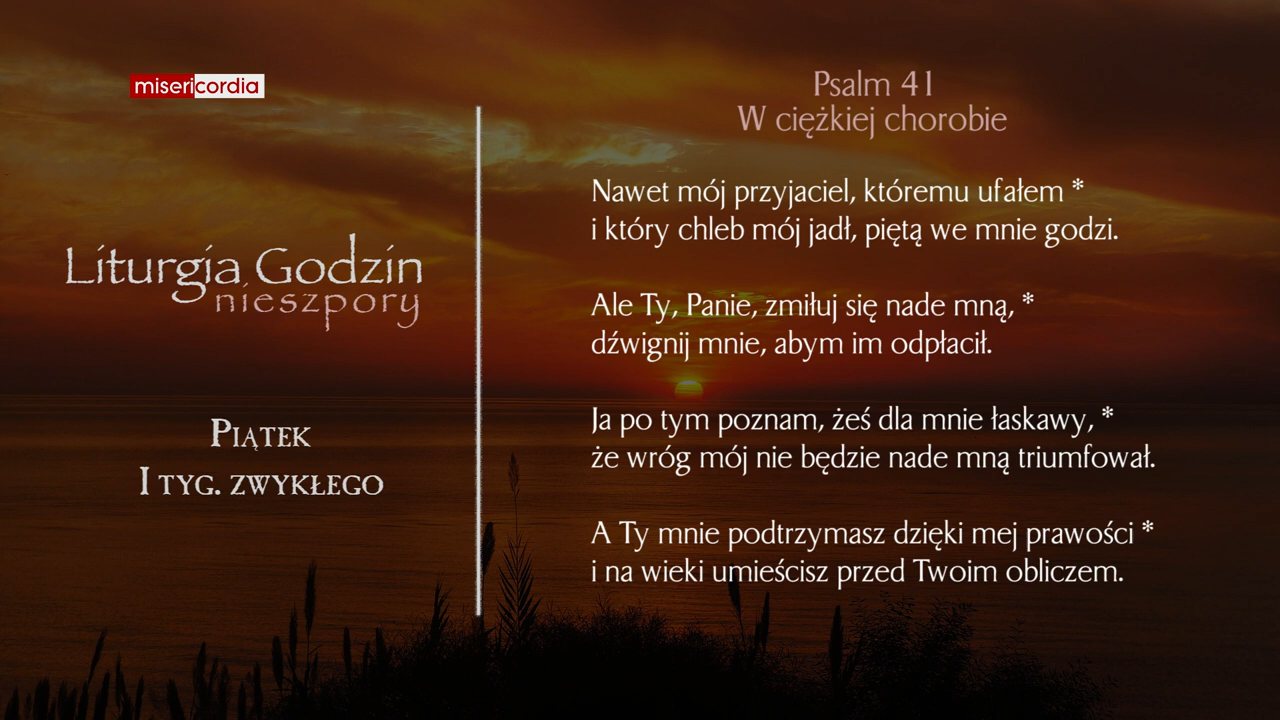 misericordia
Liturgia Godzin
nieszpory
Piątek
I tyg. zwykłego
Psalm 41
W ciężkiej chorobie
Nawet mój przyjaciel, któremu ufałem *
i który chleb mój jadł, piętą we mnie godzi.
Ale Ty, Panie, zmiłuj się nade mną, *
dźwignij mnie, abym im odpłacił.
Ja po tym poznam, żeś dla mnie łaskawy, *
że wróg mój nie będzie nade mną triumfował.
A Ty mnie podtrzymasz dzięki mej prawości *
i na wieki umieścisz przed Twoim obliczem.